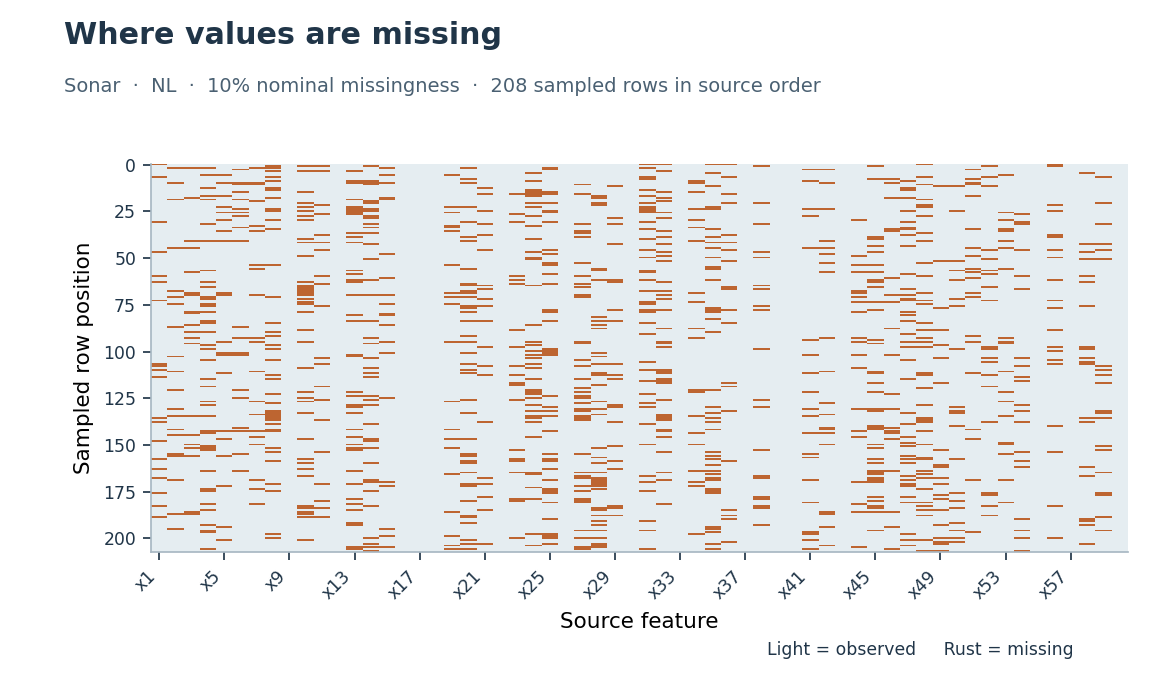 Where values are missing
Sonar · NL · 10% nominal missingness · 208 sampled rows in source order
0
25
50
75
100
125
150
175
200
Sampled row position
x1 x5 x9 x13 x17 x21 x25 x29 x33 x37 x41 x45 x49 x53 x57
Source feature
Light = observed Rust = missing